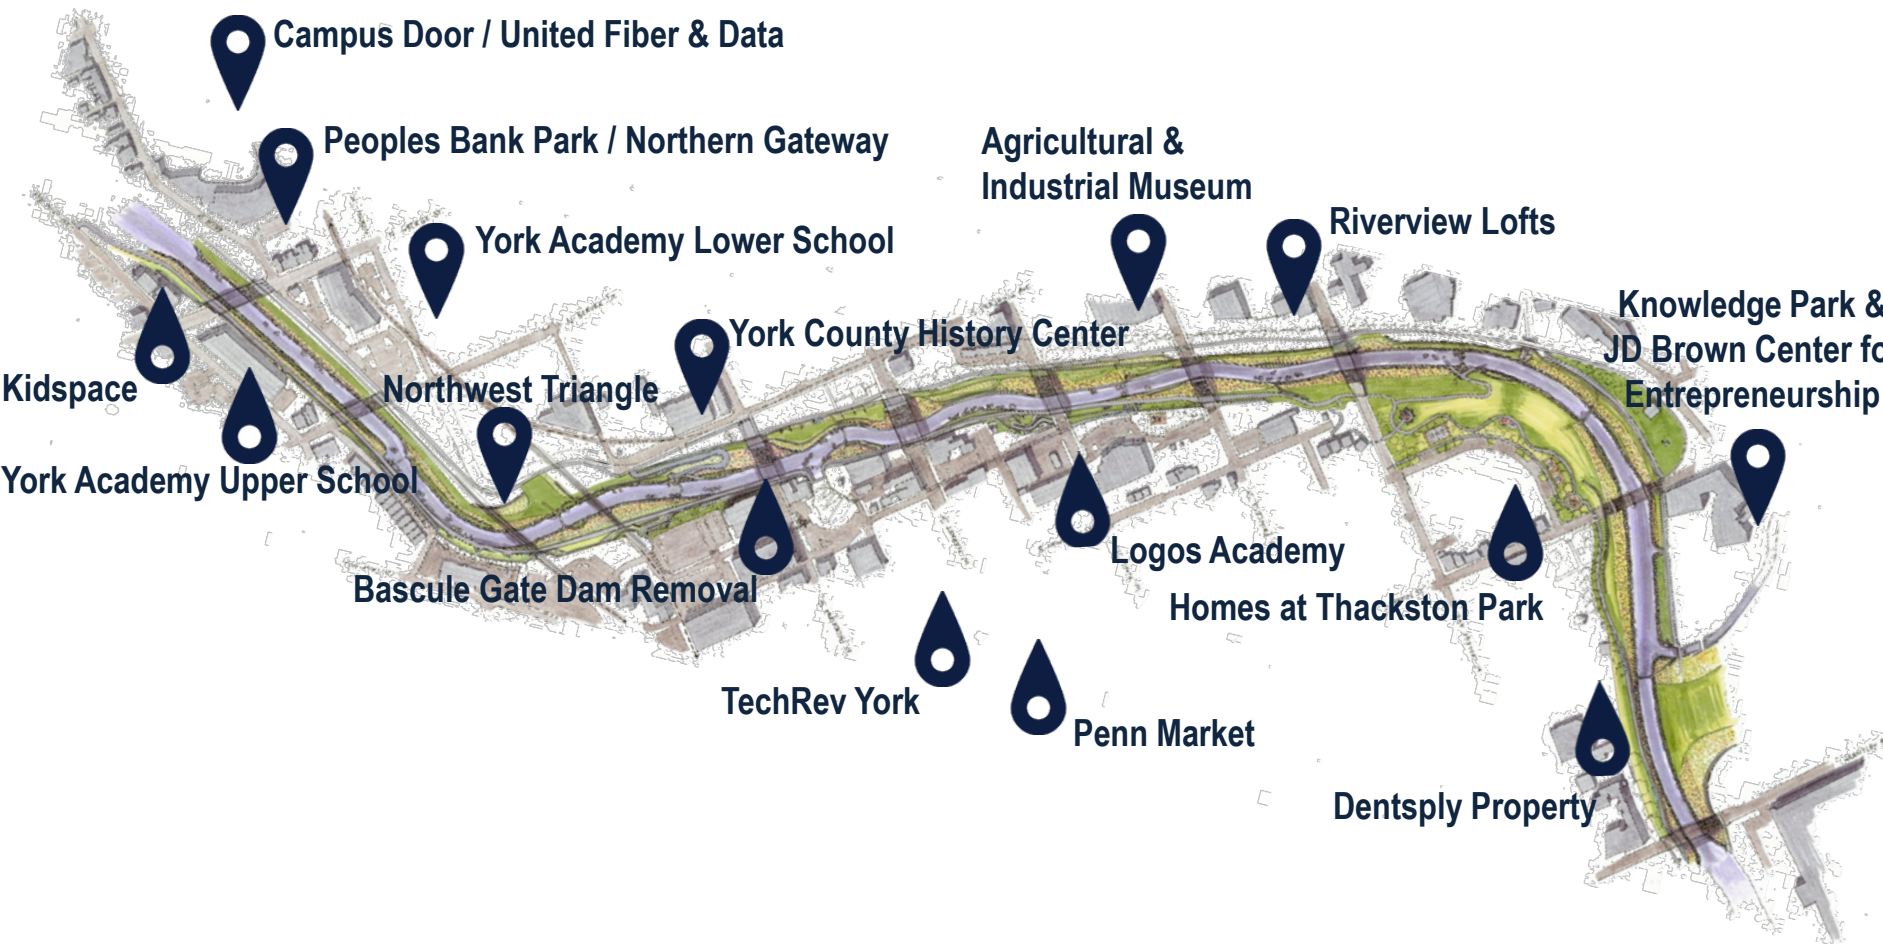 Campus Door / United Fiber & Data
Peoples Bank Park / Northern Gateway
Agricultural &
Industrial Museum
Riverview Lofts
York Academy Lower School
Knowledge Park &
JD Brown Center fo
Entrepreneurship
York County History Center
Kidspace
Northwest Triangle
York Academy Upper School
Logos Academy
Bascule Gate Dam Removal
Homes at Thackston Park
TechRev York
Penn Market
Dentsply Property